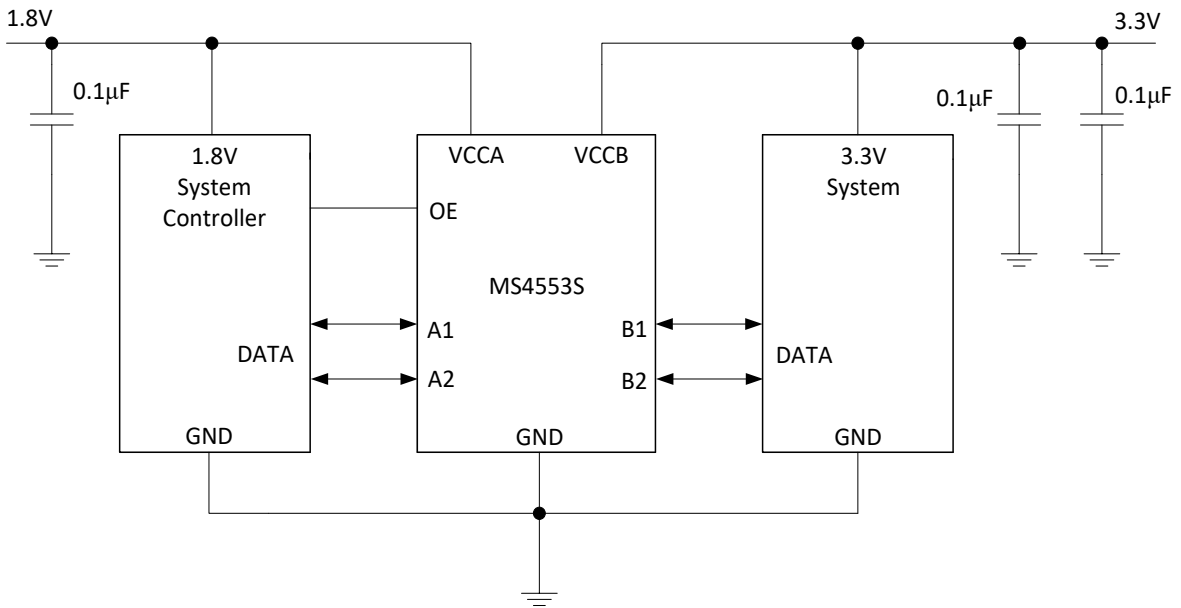 1.8V
3.3V
0.1μF
0.1μF
0.1μF
1.8V
System
Controller
VCCA
VCCB
3.3V
System
OE
MS4553S
A1
B1
DATA
DATA
A2
B2
GND
GND
GND